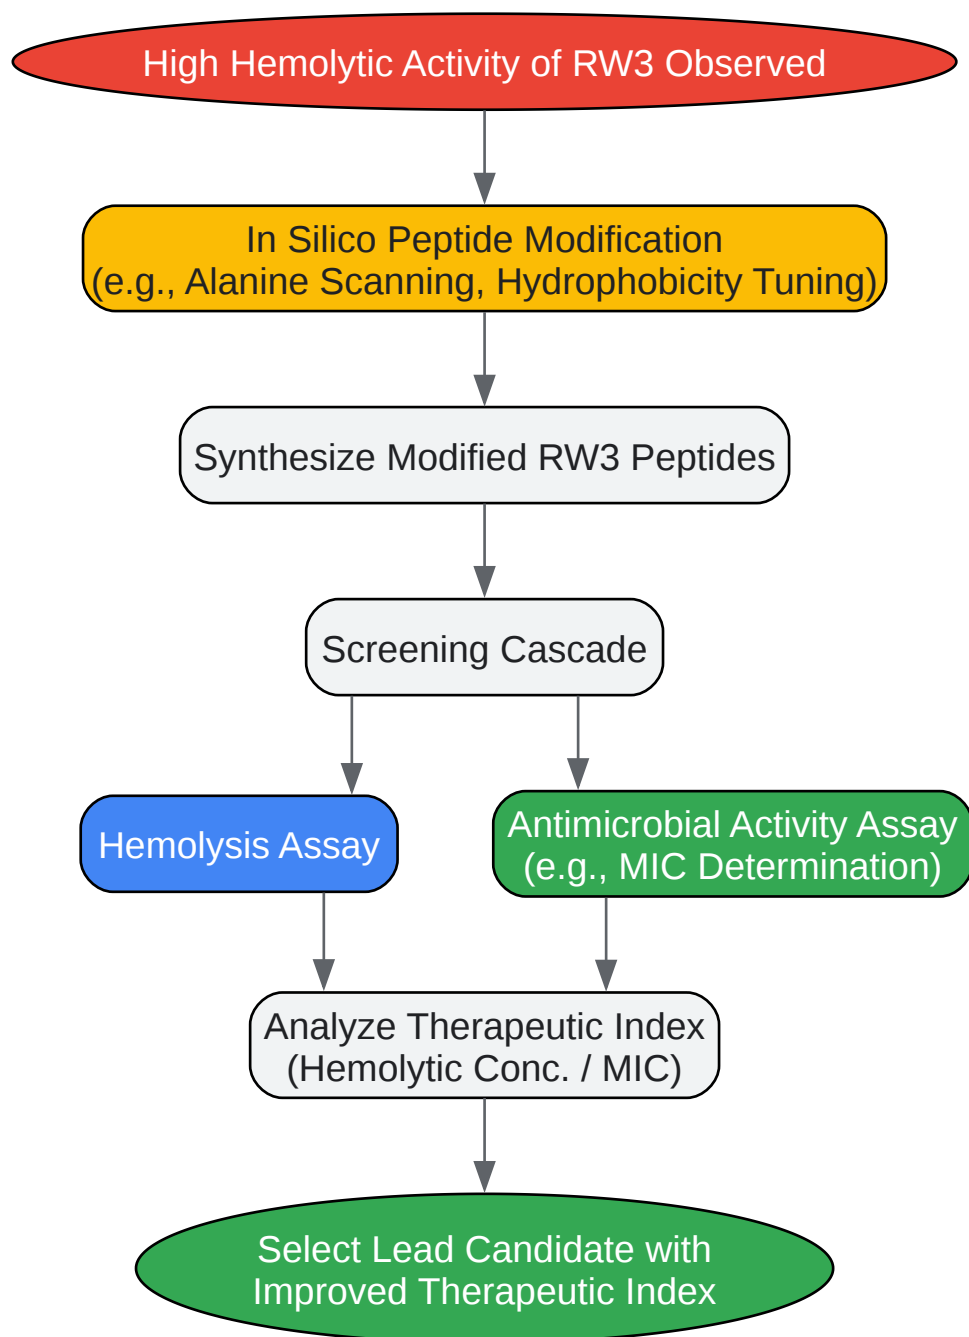 High Hemolytic Activity of RW3 Observed
In Silico Peptide Modification
(e.g., Alanine Scanning, Hydrophobicity Tuning)
Synthesize Modified RW3 Peptides
Screening Cascade
Hemolysis Assay
Antimicrobial Activity Assay
(e.g., MIC Determination)
Analyze Therapeutic Index
(Hemolytic Conc. / MIC)
Select Lead Candidate with
Improved Therapeutic Index